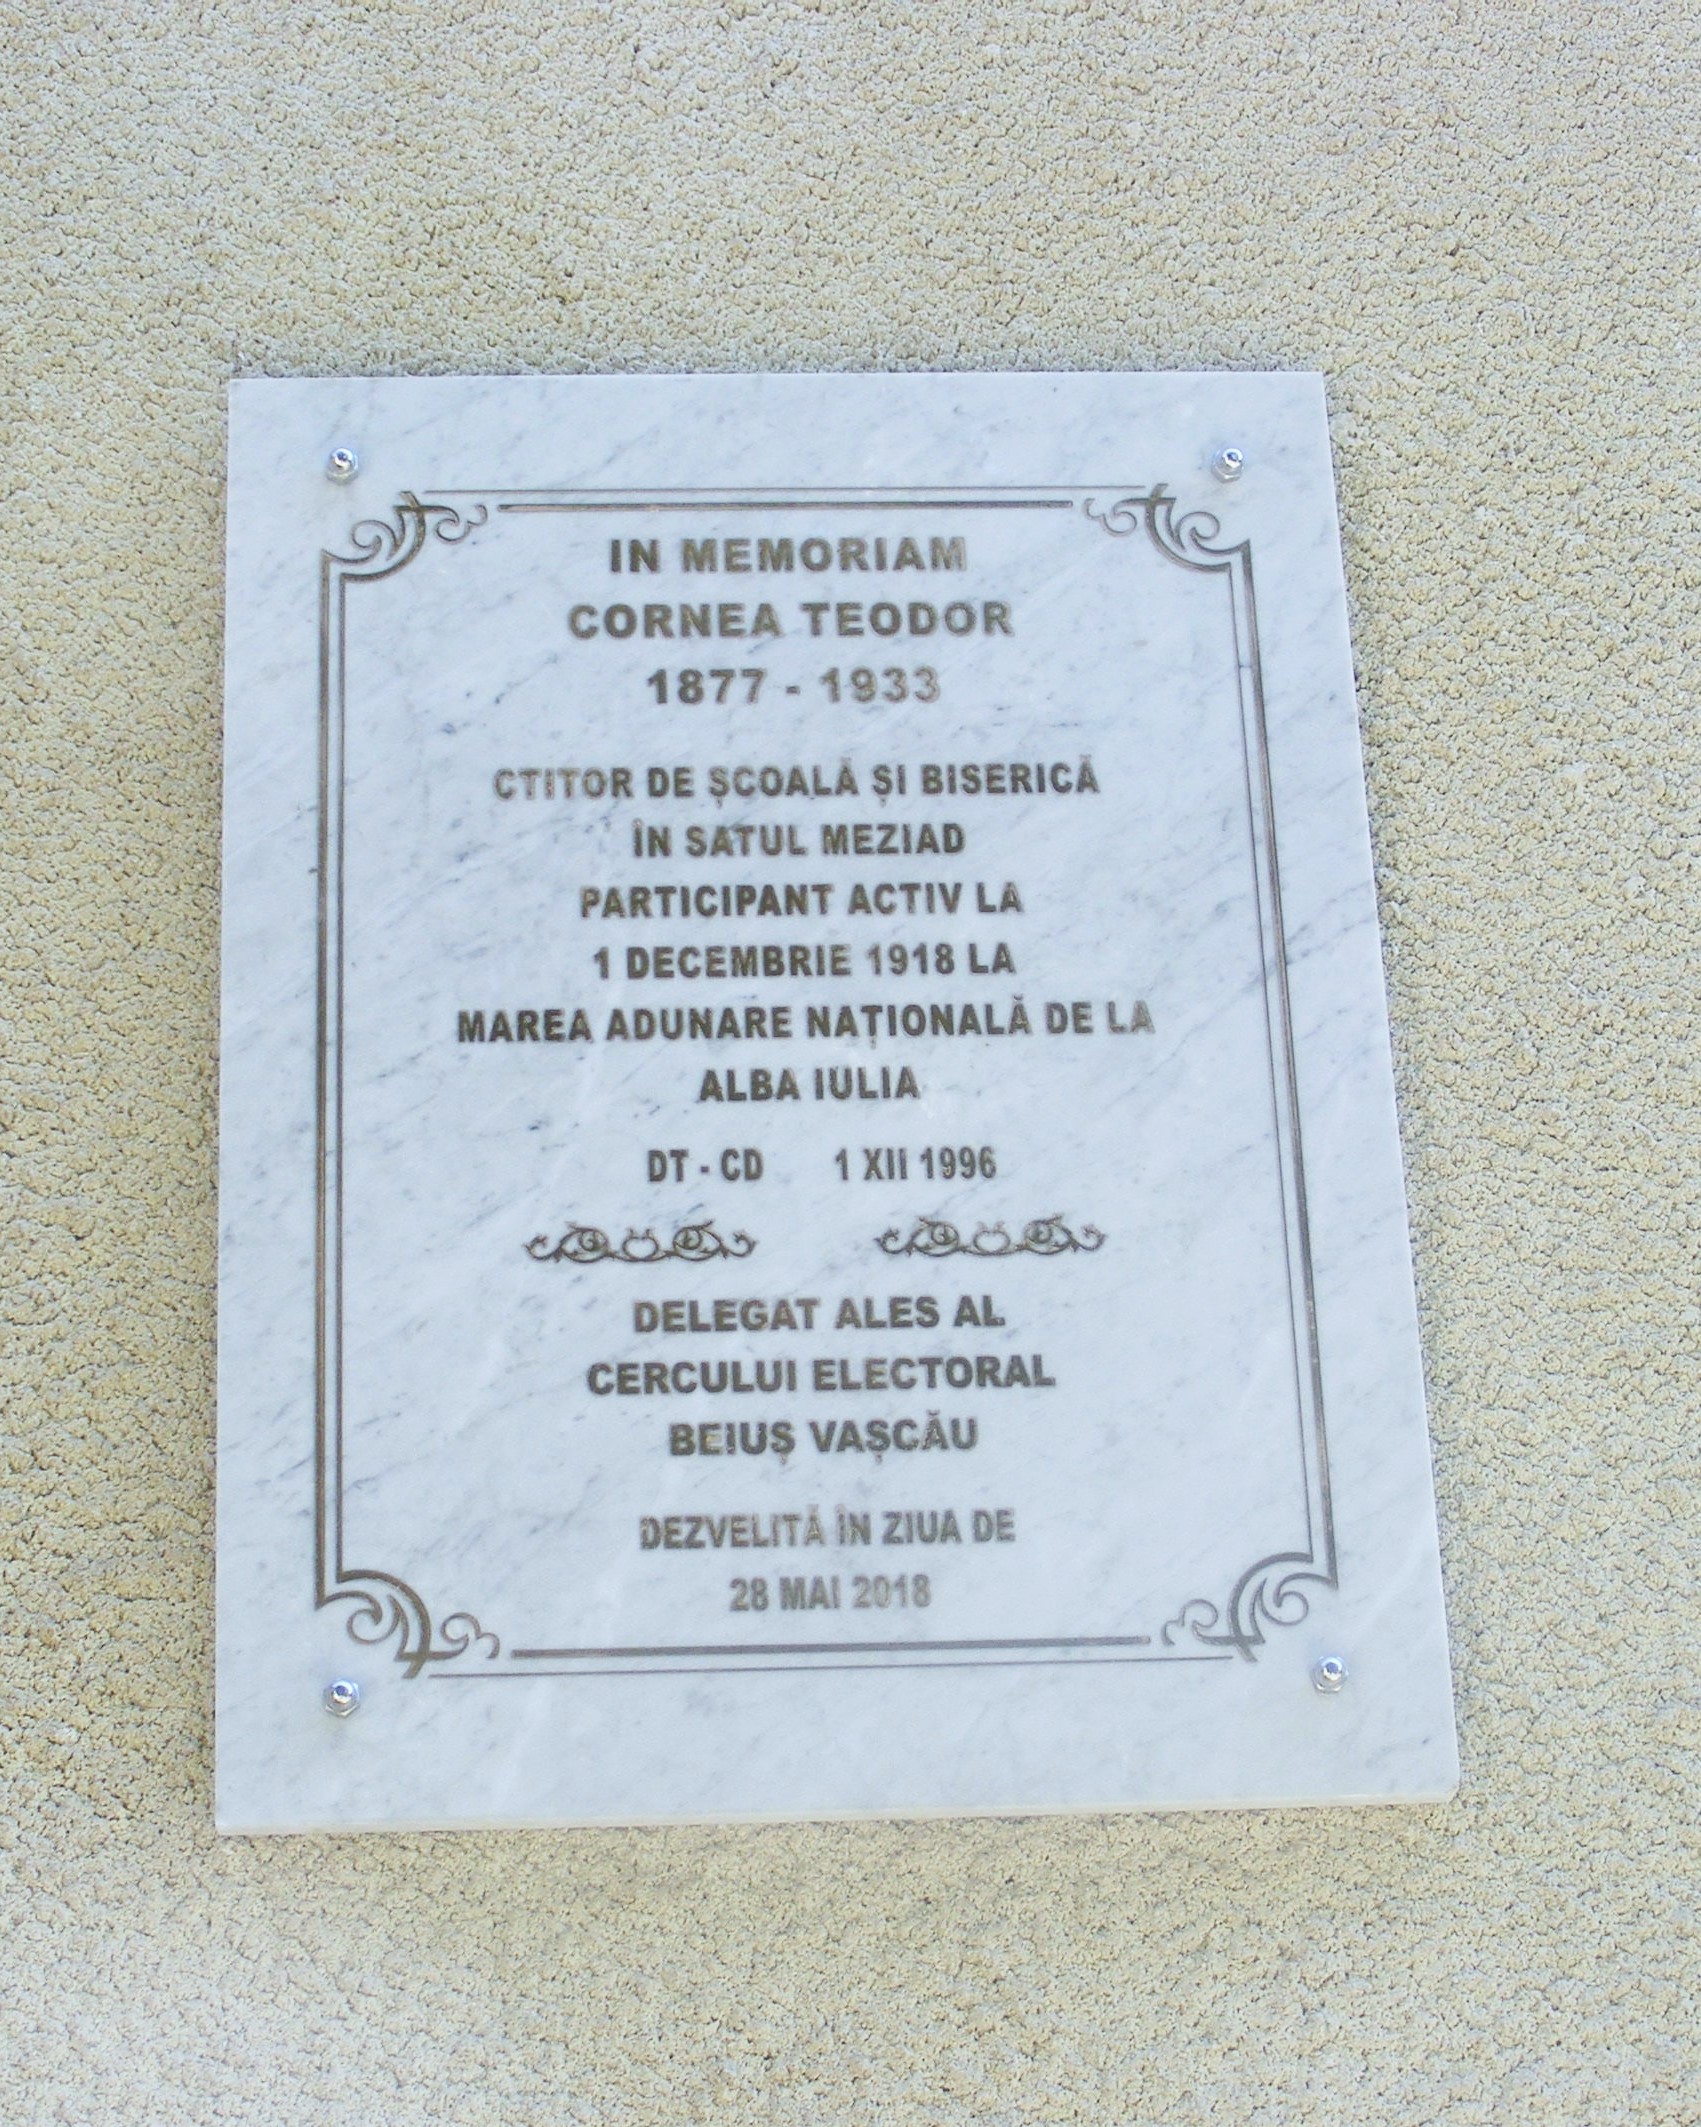 IN MEMORIAM
CORNEA TEODOR
1877 - 1933
CTITOR DE ȘCOALĂ ȘI BISERICĂ
ÎN SATUL MEZIAD
PARTICIPANT ACTIV LA
1 DECEMBRIE 1918 LA
MAREA ADUNARE NAȚIONALĂ DE LA
ALBA IULIA
DT - CD 1 XII 1996
DELEGAT ALES AL
CERCULUI ELECTORAL
BEIUȘ VAȘCĂU
DEZVELITĂ ÎN ZIUA DE
28 MAI 2018